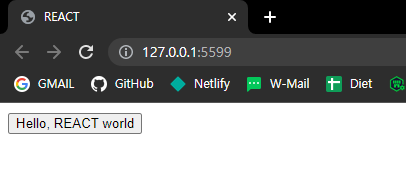 REACT
127.0.0.1:5599
GMAIL GitHub Netlify W-Mail Diet
Hello, REACT world